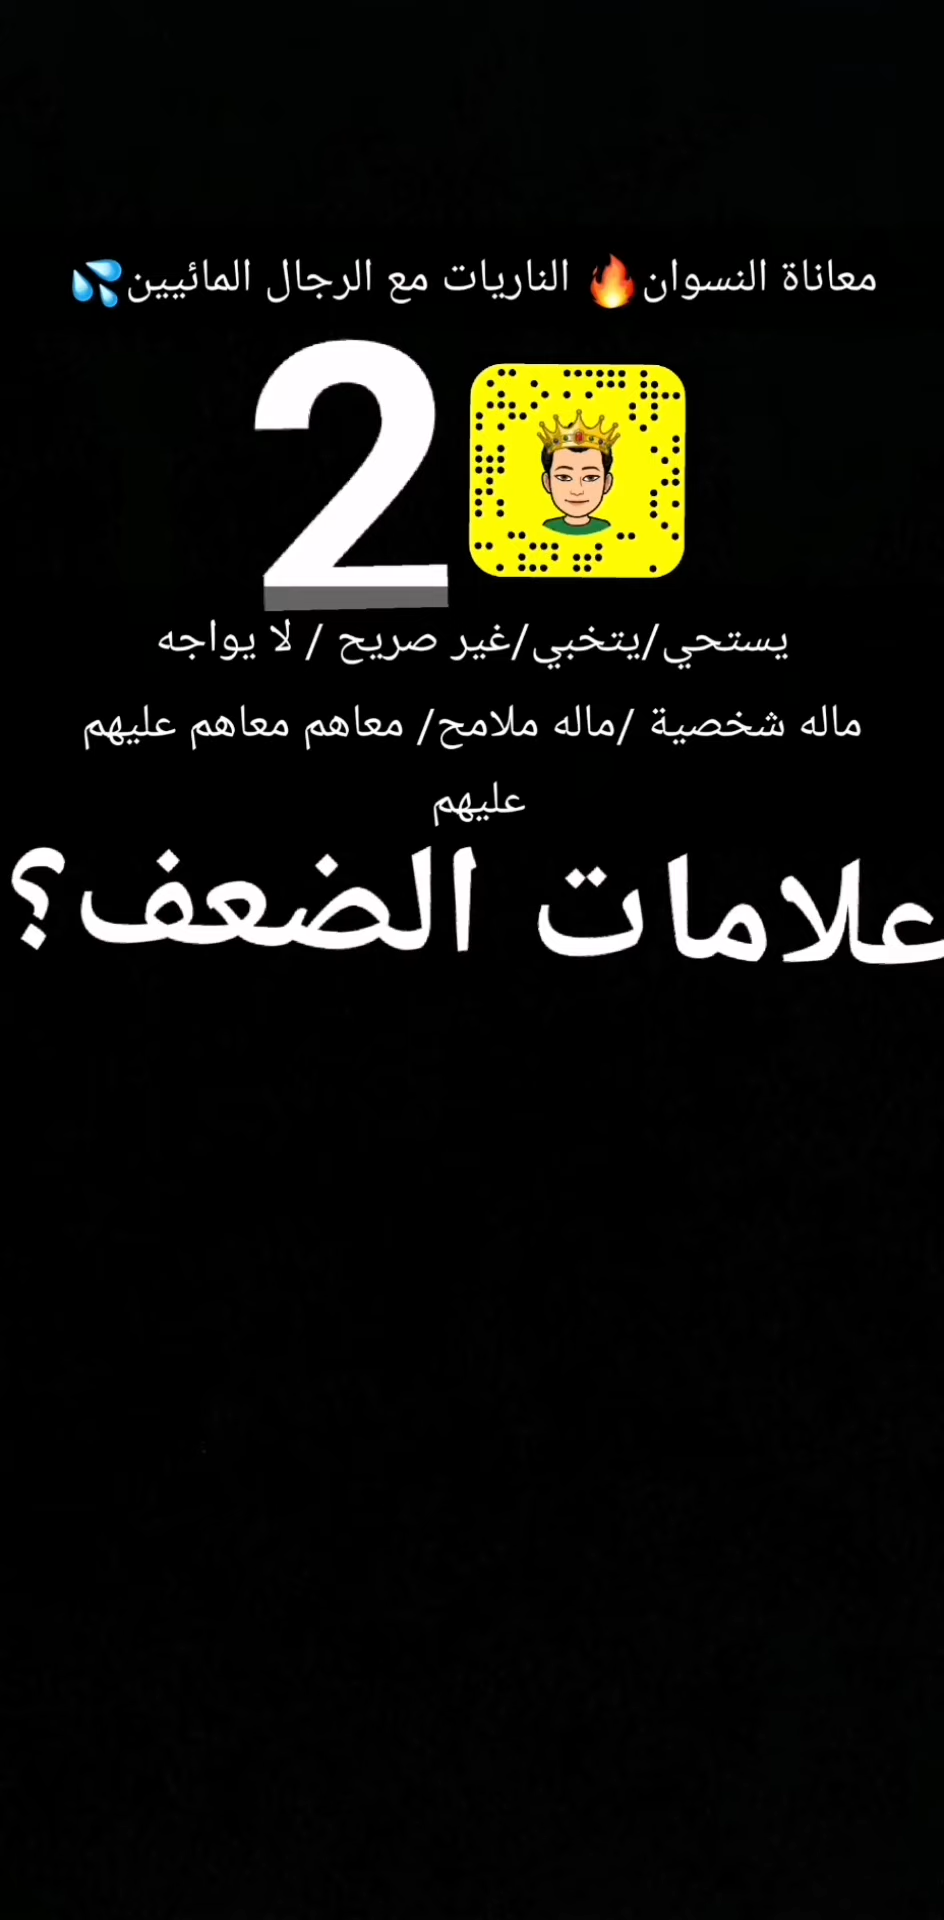 معاناة النسوان🔥 الناريات مع الرجال المائيين💦
2
يستحي/يتخبي/غير صريح / لا يواجه
ماله شخصية /ماله ملامح/ معاهم معاهم عليهم
عليهم
علامات الضعف؟